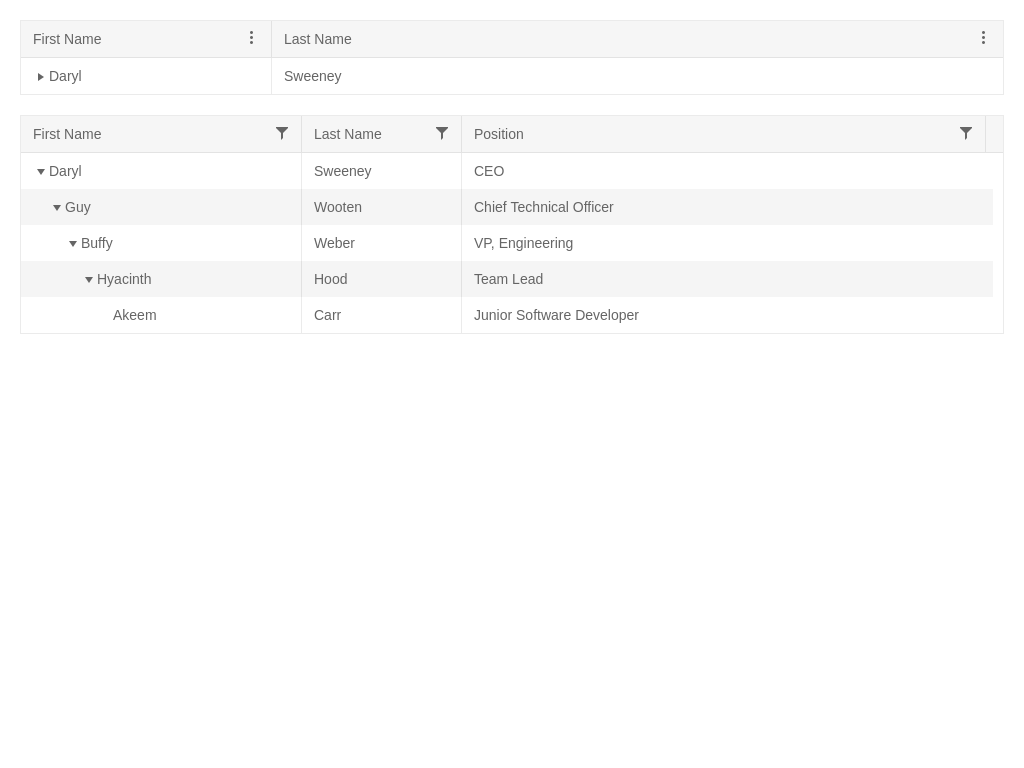 First Name Last Name
Daryl Sweeney
First Name Last Name Position
Daryl Sweeney CEO
Guy Wooten Chief Technical Officer
Buffy Weber VP, Engineering
Hyacinth Hood Team Lead
Akeem Carr Junior Software Developer